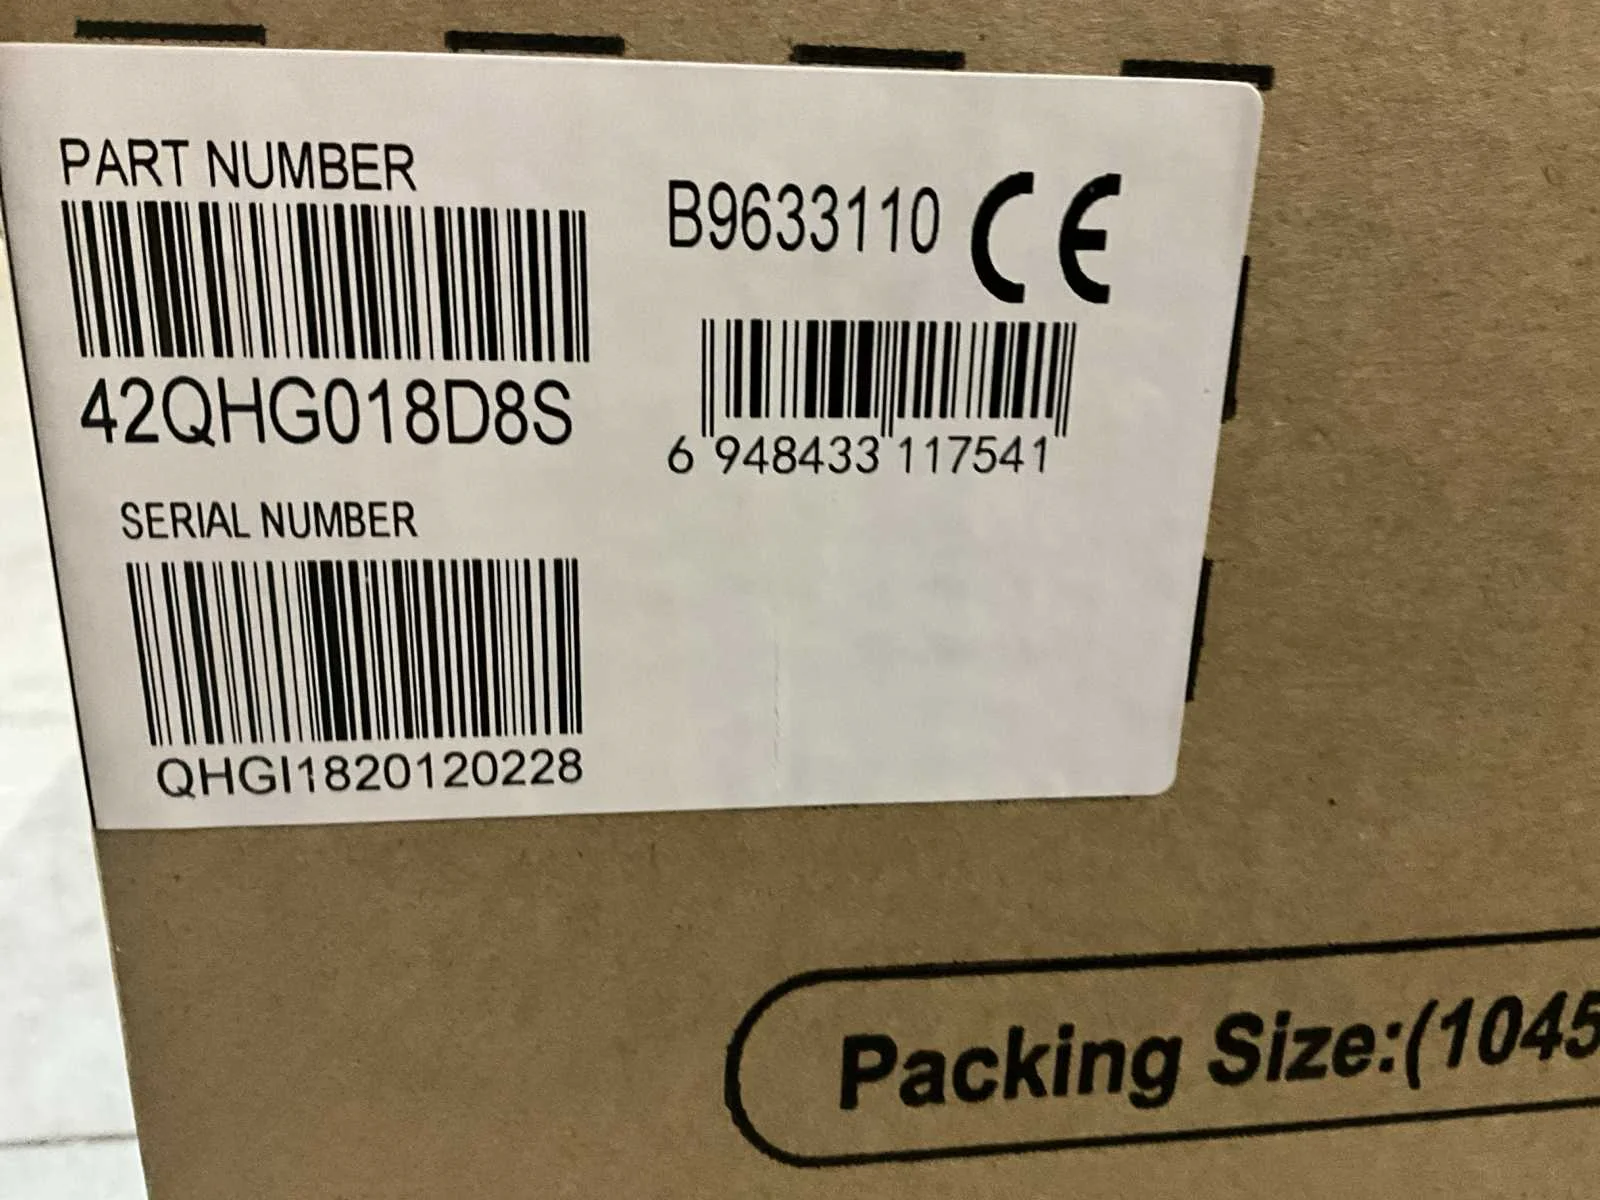 PART NUMBER
42QHG018D8S
SERIAL NUMBER
QHGI1820120228
B9633110 CE
6 948433 117541
Packing Size:(1045